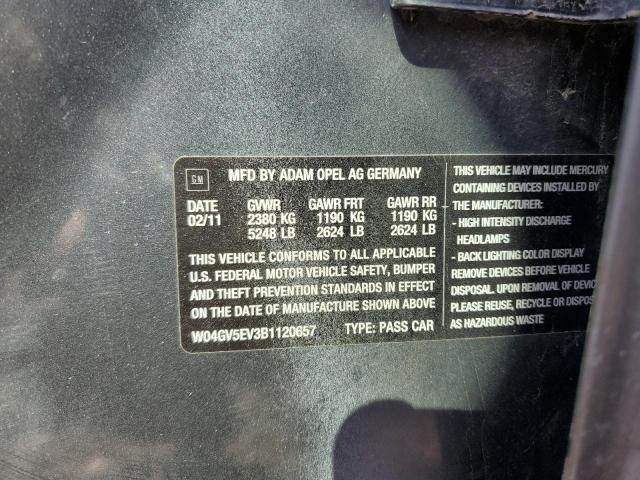 GM
MFD BY ADAM OPEL AG GERMANY
DATE GVWR GAWR FRT GAWR RR
02/11 2380 KG 1190 KG 1190 KG
5248 LB 2624 LB 2624 LB
THIS VEHICLE CONFORMS TO ALL APPLICABLE
U.S. FEDERAL MOTOR VEHICLE SAFETY, BUMPER
AND THEFT PREVENTION STANDARDS IN EFFECT
ON THE DATE OF MANUFACTURE SHOWN ABOVE
W04GV5EV3B1120657 TYPE: PASS CAR
THIS VEHICLE MAY INCLUDE MERCURY
CONTAINING DEVICES INSTALLED BY
THE MANUFACTURER:
- HIGH INTENSITY DISCHARGE
HEADLAMPS
- BACK LIGHTING COLOR DISPLAY
REMOVE DEVICES BEFORE VEHICLE
DISPOSAL. UPON REMOVAL OF DEVIC
PLEASE REUSE, RECYCLE OR DISPOS
AS HAZARDOUS WASTE